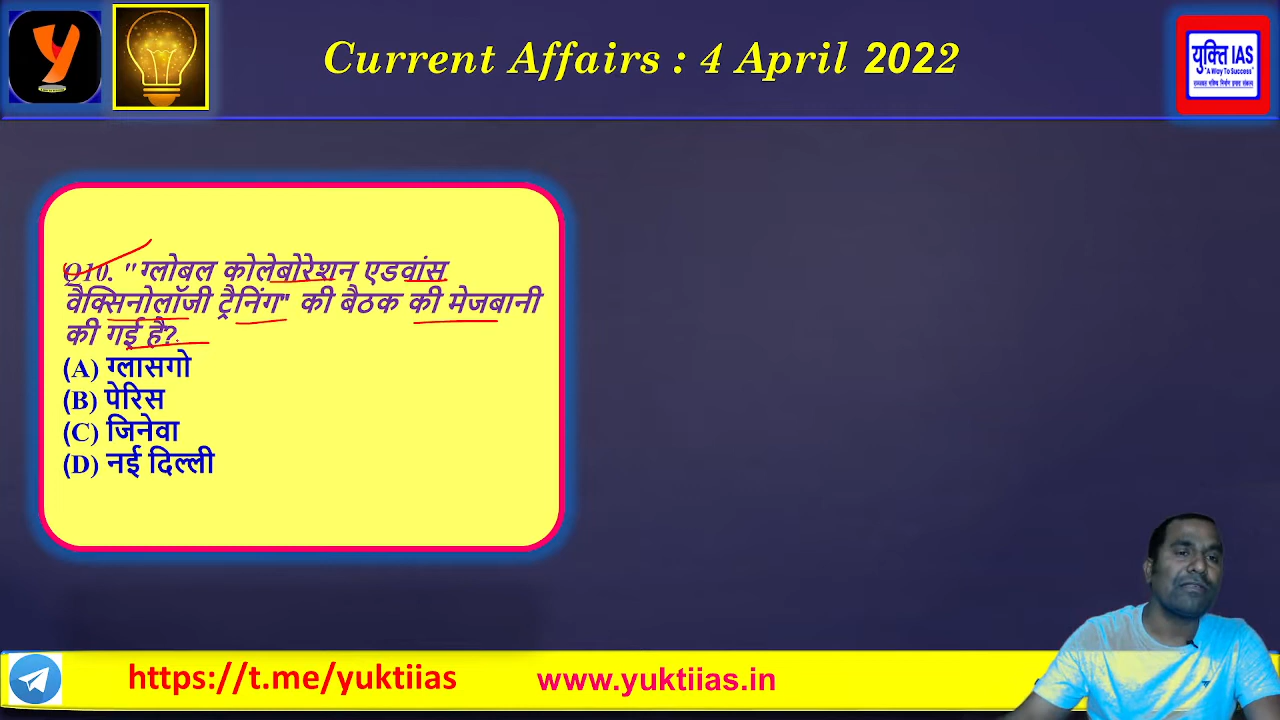 Current Affairs : 4 April 2022
युक्ति IAS
"A Way To Success"
Q10. "ग्लोबल कोलेबोरेशन एडवांस
वैक्सिनोलॉजी ट्रैनिंग" की बैठक की मेजबानी
की गई है?
(A) ग्लासगो
(B) पेरिस
(C) जिनेवा
(D) नई दिल्ली
https://t.me/yuktiias
www.yuktiias.in